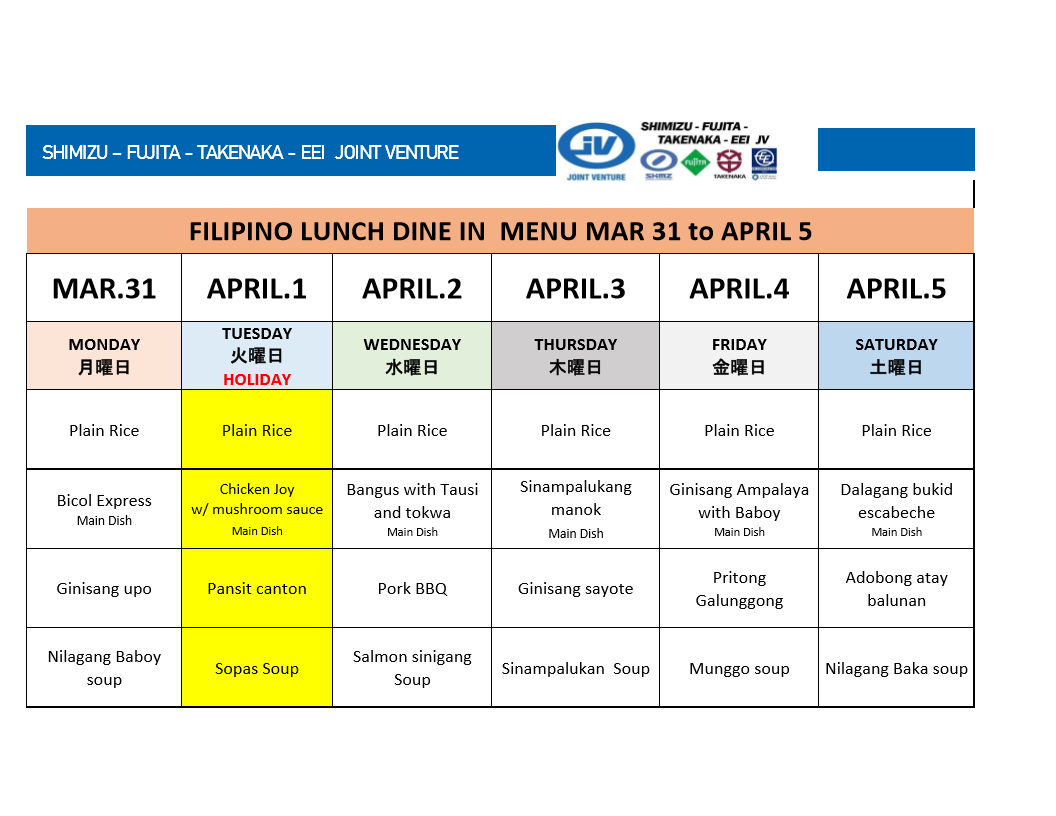 SHIMIZU – FUJITA - TAKENAKA - EEI JOINT VENTURE
JV
JOINT VENTURE
SHIMIZU - FUJITA -
TAKENAKA - EEI JV
SHMZ
FUJITA
TAKENAKA
FILIPINO LUNCH DINE IN MENU MAR 31 to APRIL 5
MAR.31
APRIL.1
APRIL.2
APRIL.3
APRIL.4
APRIL.5
MONDAY
月曜日
TUESDAY
火曜日
HOLIDAY
WEDNESDAY
水曜日
THURSDAY
木曜日
FRIDAY
金曜日
SATURDAY
土曜日
Plain Rice
Plain Rice
Plain Rice
Plain Rice
Plain Rice
Plain Rice
Bicol Express
Main Dish
Chicken Joy
w/ mushroom sauce
Main Dish
Bangus with Tausi
and tokwa
Main Dish
Sinampalukang
manok
Main Dish
Ginisang Ampalaya
with Baboy
Main Dish
Dalagang bukid
escabeche
Main Dish
Ginisang upo
Pansit canton
Pork BBQ
Ginisang sayote
Pritong
Galunggong
Adobong atay
balunan
Nilagang Baboy
soup
Sopas Soup
Salmon sinigang
Soup
Sinampalukan Soup
Munggo soup
Nilagang Baka soup